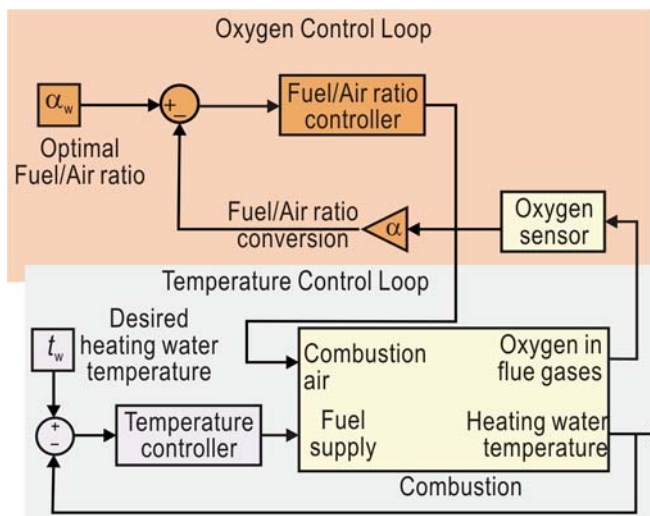 Oxygen Control Loop
αw
+
−
Fuel/Air ratio
controller
Optimal
Fuel/Air ratio
Fuel/Air ratio
conversion
α
Oxygen
sensor
Temperature Control Loop
Desired
heating water
temperature
tw
Combustion
air
Oxygen in
flue gases
+
−
Temperature
controller
Fuel
supply
Heating water
temperature
Combustion